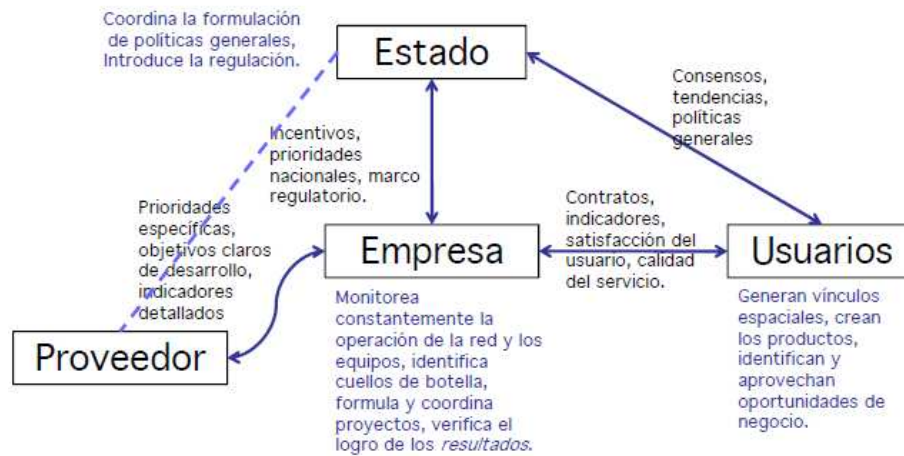 Coordina la formulación
de políticas generales,
Introduce la regulación.
Estado
Consensos,
tendencias,
políticas
generales
Incentivos,
prioridades
nacionales, marco
regulatorio.
Prioridades
específicas,
objetivos claros
de desarrollo,
indicadores
detallados
Contratos,
indicadores,
satisfacción del
usuario, calidad
del servicio.
Empresa
Usuarios
Monitorea
constantemente la
operación de la red y los
equipos, identifica
cuellos de botella,
formula y coordina
proyectos, verifica el
logro de los resultados.
Generan vínculos
espaciales, crean
los productos,
identifican y
aprovechan
oportunidades de
negocio.
Proveedor